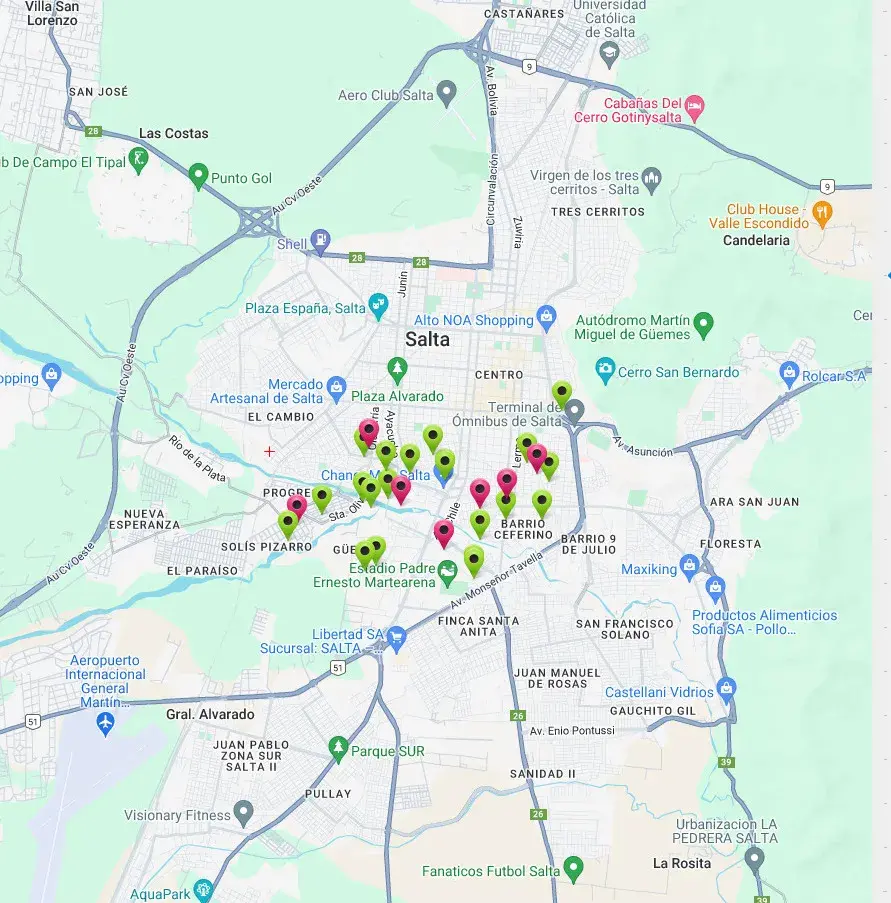 Villa San
Lorenzo
CASTAÑARES
Universidad
Católica
de Salta
9
SAN JOSÉ
Aero Club Salta
Av. Bolivia
Cabañas Del
Cerro Gotinysalta
28
Las Costas
b De Campo El Tipal
Punto Gol
Au Cv Oeste
Circunvalación
Virgen de los tres
cerritos - Salta
9
TRES CERRITOS
Zuviria
Club House -
Valle Escondido
Candelaria
Shell
28
28
Junín
Plaza España, Salta
Alto NOA Shopping
Autódromo Martín
Miguel de Güemes
Salta
Au Cv Oeste
opping
Mercado
Artesanal de Salta
Plaza Alvarado
CENTRO
Cerro San Bernardo
Rolcar S.A
EL CAMBIO
Ayacuch
Terminal de
Ómnibus de Salta
Av. Asunción
Río de la Plata
Salta
Lerm
PROGRE
Sta. Oliv
Chile
NUEVA
ESPERANZA
ARA SAN JUAN
BARRIO
CEFERINO
SOLÍS PIZARRO
BARRIO 9
DE JULIO
FLORESTA
EL PARAÍSO
Au Cv Oeste
Estadio Padre
Ernesto Martearena
Av. Monseñor Tavella
Maxiking
Productos Alimenticios
Sofia SA - Pollo...
FINCA SANTA
ANITA
SAN FRANCISCO
SOLANO
Libertad SA
Sucursal: SALTA -...
51
Aeropuerto
Internacional
General
Martín...
JUAN MANUEL
DE ROSAS
Castellani Vidrios
GAUCHITO GIL
51
Gral. Alvarado
26
Av. Enio Pontussi
JUAN PABLO
ZONA SUR
SALTA II
Parque SUR
39
SANIDAD II
PULLAY
Visionary Fitness
26
Urbanizacion LA
PEDRERA SALTA
La Rosita
Fanaticos Futbol Salta
AquaPark
39